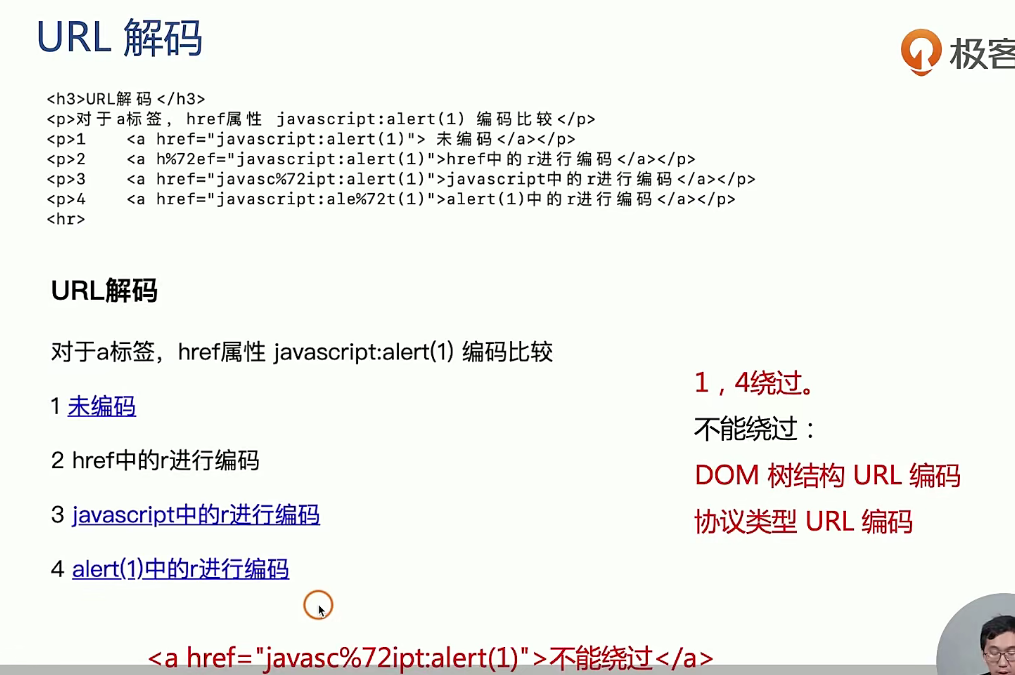 URL 解码
极客
<h3>URL解码</h3>
<p>对于a标签，href属性 javascript:alert(1) 编码比较</p>
<p>1 <a href="javascript:alert(1)"> 未编码</a></p>
<p>2 <a h%72ef="javascript:alert(1)">href中的r进行编码</a></p>
<p>3 <a href="javasc%72ipt:alert(1)">javascript中的r进行编码</a></p>
<p>4 <a href="javascript:ale%72t(1)">alert(1)中的r进行编码</a></p>
<hr>
URL解码
对于a标签，href属性 javascript:alert(1) 编码比较
1 未编码
2 href中的r进行编码
3 javascript中的r进行编码
4 alert(1)中的r进行编码
1，4绕过。
不能绕过：
DOM 树结构 URL 编码
协议类型 URL 编码
<a href="javasc%72ipt:alert(1)">不能绕过</a>